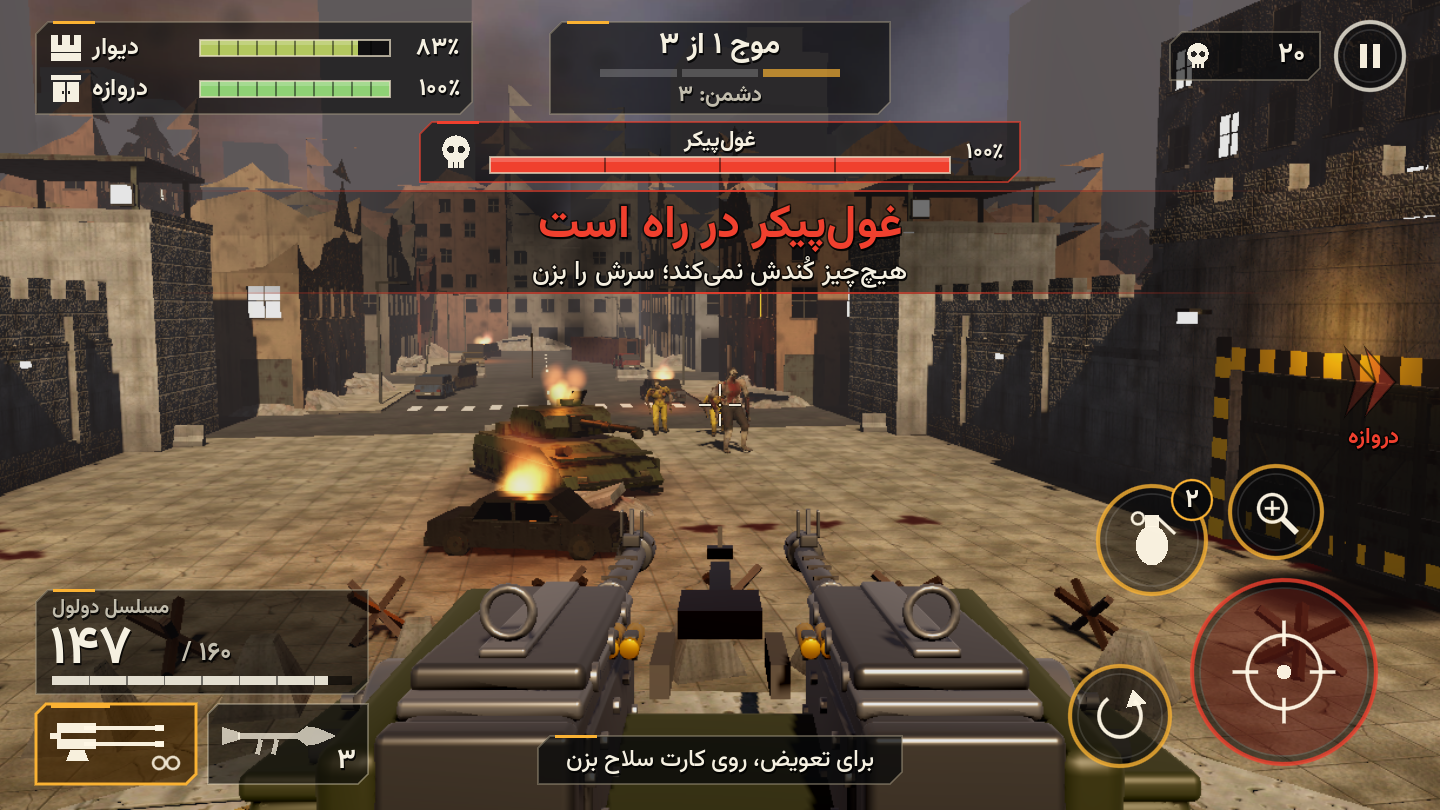 دیوار ۸۳٪
دروازه ۱۰۰٪
موج ۱ از ۳
دشمن: ۳
۲۰
غول‌پیکر ۱۰۰٪
غول‌پیکر در راه است
هیچ‌چیز کُندش نمی‌کند؛ سرش را بزن
دروازه
۲
مسلسل دولول
۱۴۷ / ۱۶۰
∞
۳
برای تعویض، روی کارت سلاح بزن